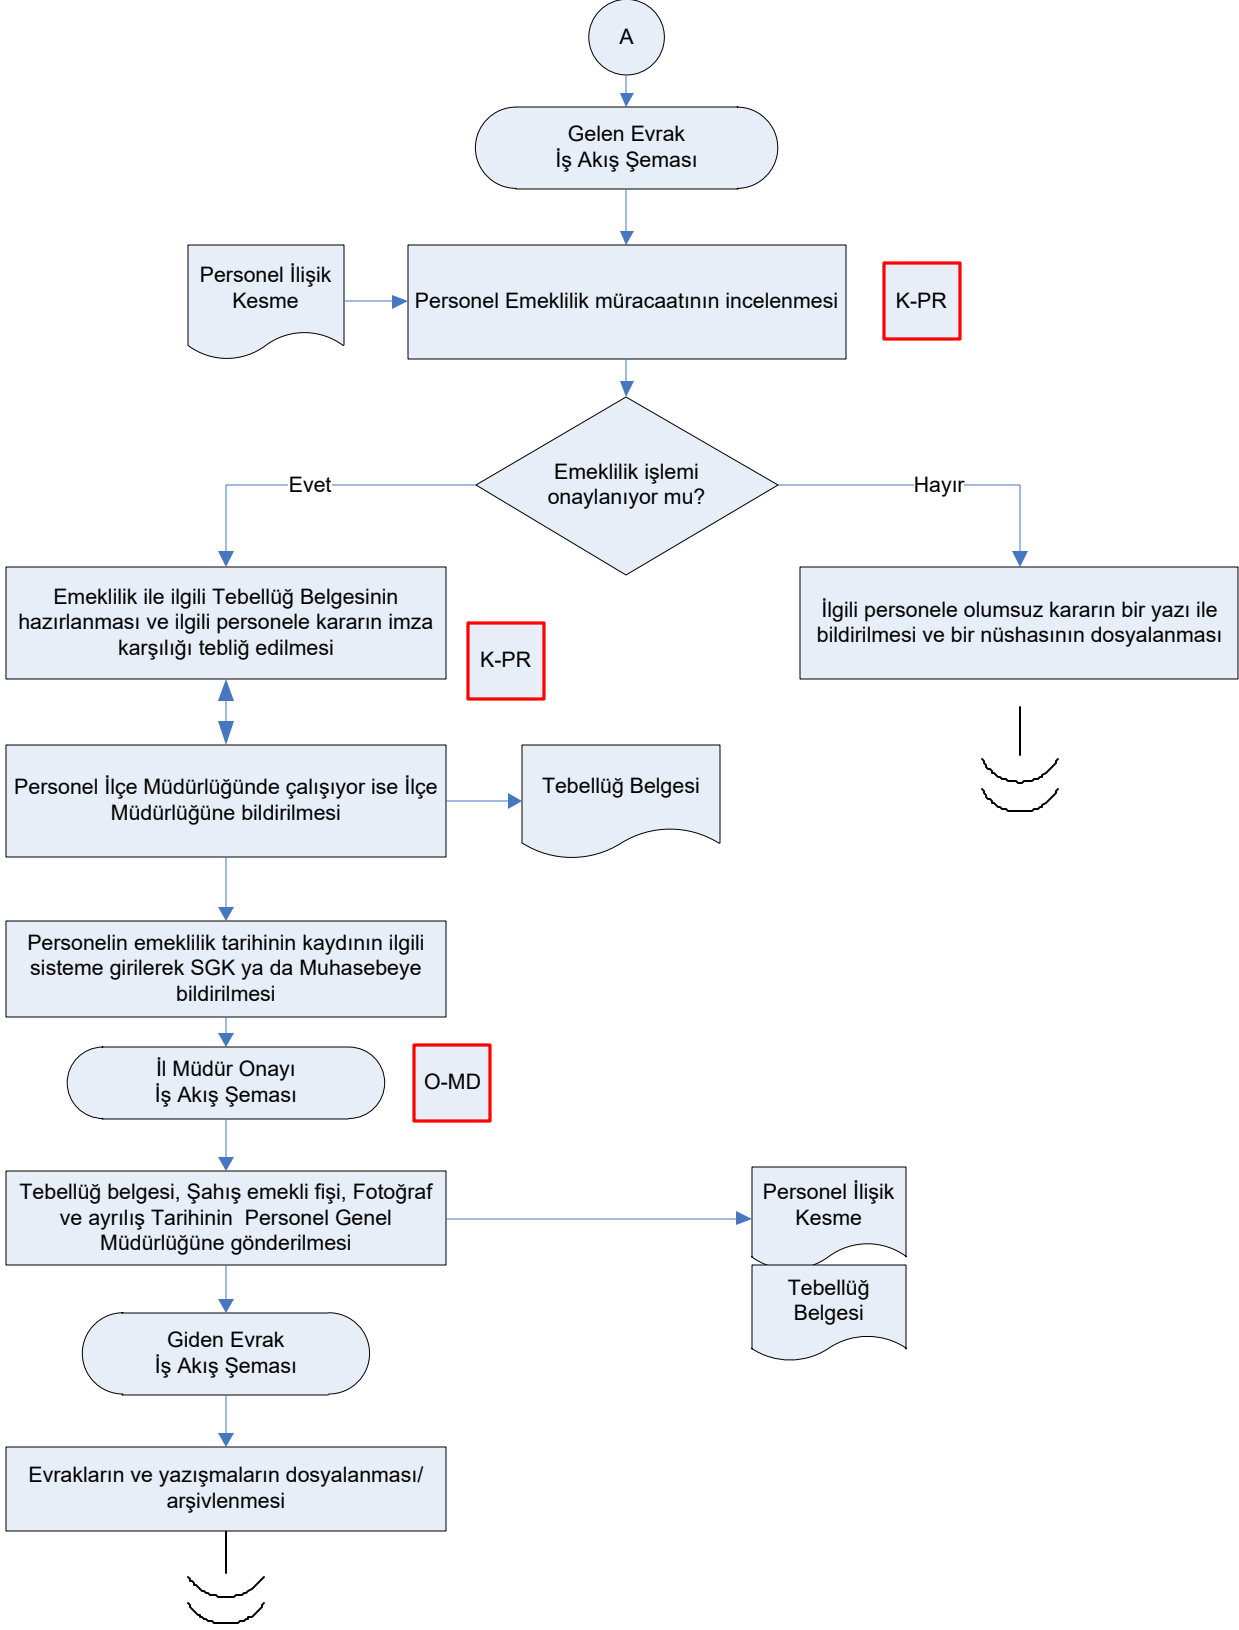 A
Gelen Evrak
İş Akış Şeması
Personel İlişik
Kesme
Personel Emeklilik müracaatının incelenmesi
K-PR
Emeklilik işlemi
onaylanıyor mu?
Evet
Hayır
Emeklilik ile ilgili Tebellüğ Belgesinin
hazırlanması ve ilgili personele kararın imza
karşılığı tebliğ edilmesi
K-PR
İlgili personele olumsuz kararın bir yazı ile
bildirilmesi ve bir nüshasının dosyalanması
Personel İlçe Müdürlüğünde çalışıyor ise İlçe
Müdürlüğüne bildirilmesi
Tebellüğ Belgesi
Personelin emeklilik tarihinin kaydının ilgili
sisteme girilerek SGK ya da Muhasebeye
bildirilmesi
İl Müdür Onayı
İş Akış Şeması
O-MD
Tebellüğ belgesi, Şahış emekli fişi, Fotoğraf
ve ayrılış Tarihinin  Personel Genel
Müdürlüğüne gönderilmesi
Personel İlişik
Kesme
Tebellüğ
Belgesi
Giden Evrak
İş Akış Şeması
Evrakların ve yazışmaların dosyalanması/
arşivlenmesi